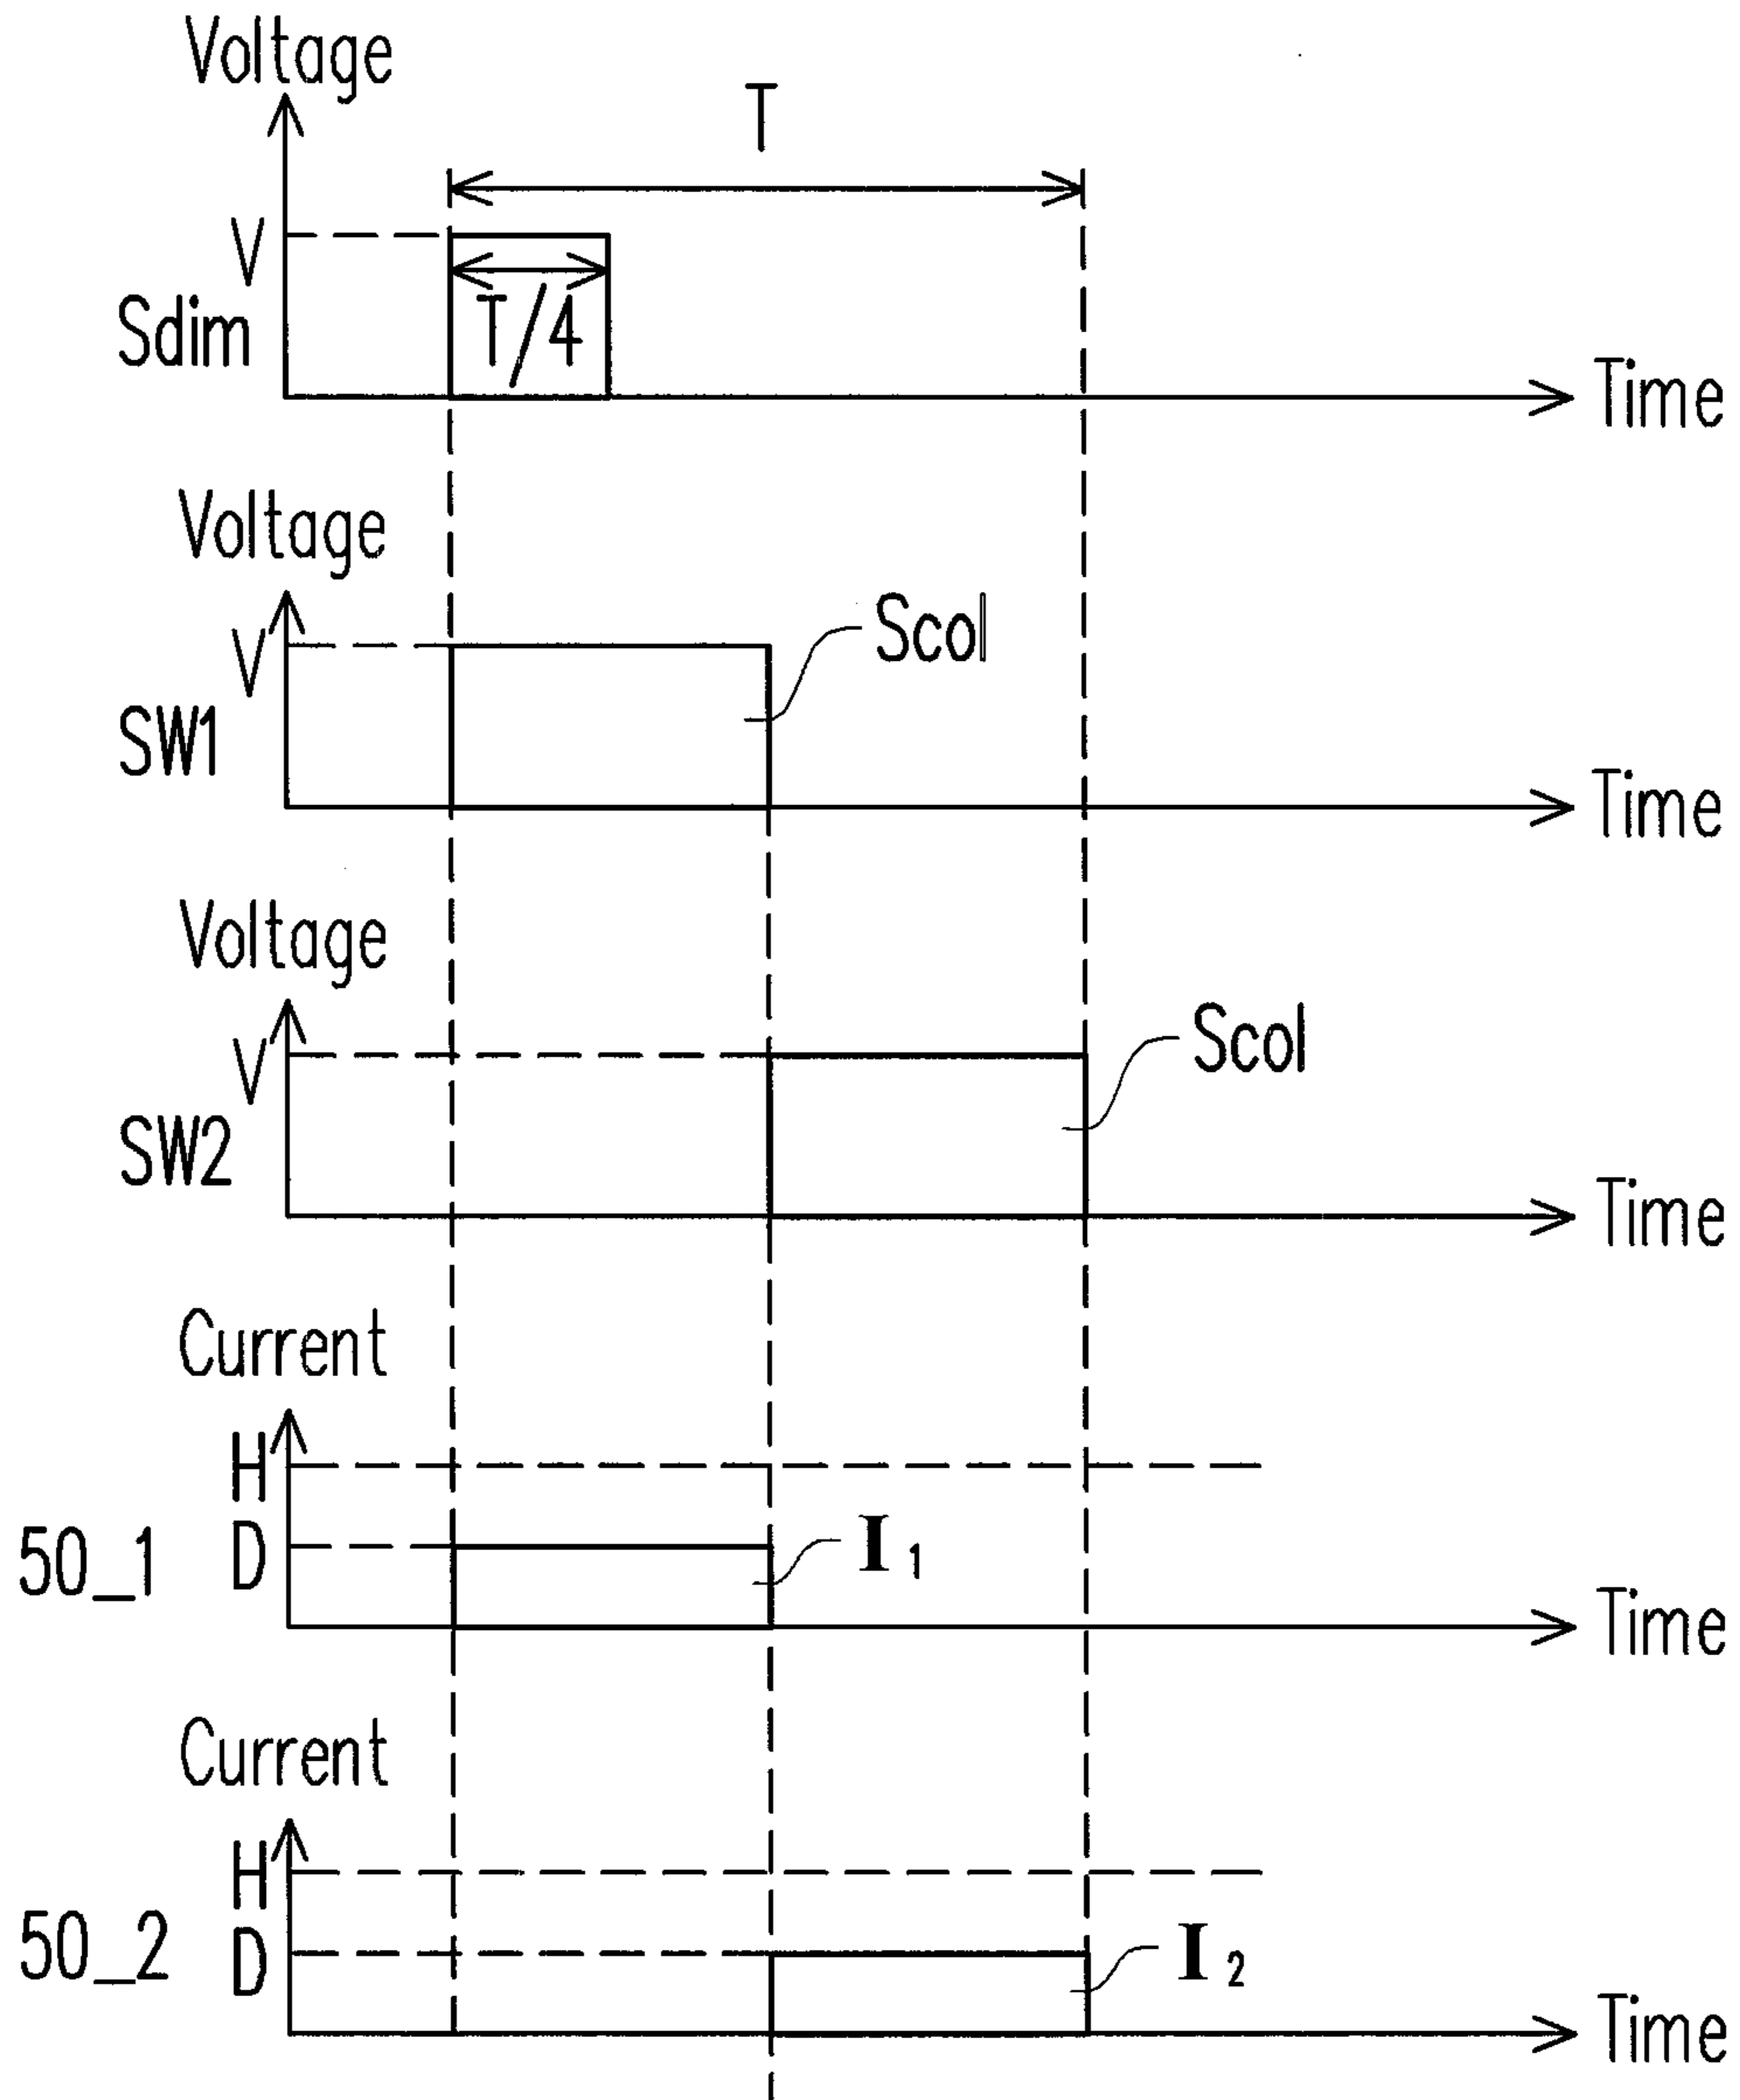 Voltage
T
V
Sdim
T/4
Time
Voltage
V
Scol
SW1
Time
Voltage
V
Scol
SW2
Time
Current
H
50_1
D
I1
Time
Current
H
50_2
D
I2
Time